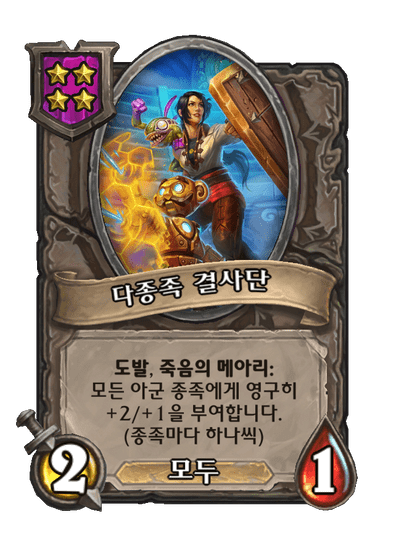 다종족 결사단
도발, 죽음의 메아리:
모든 아군 종족에게 영구히
+2/+1을 부여합니다.
(종족마다 하나씩)
2
모두
1